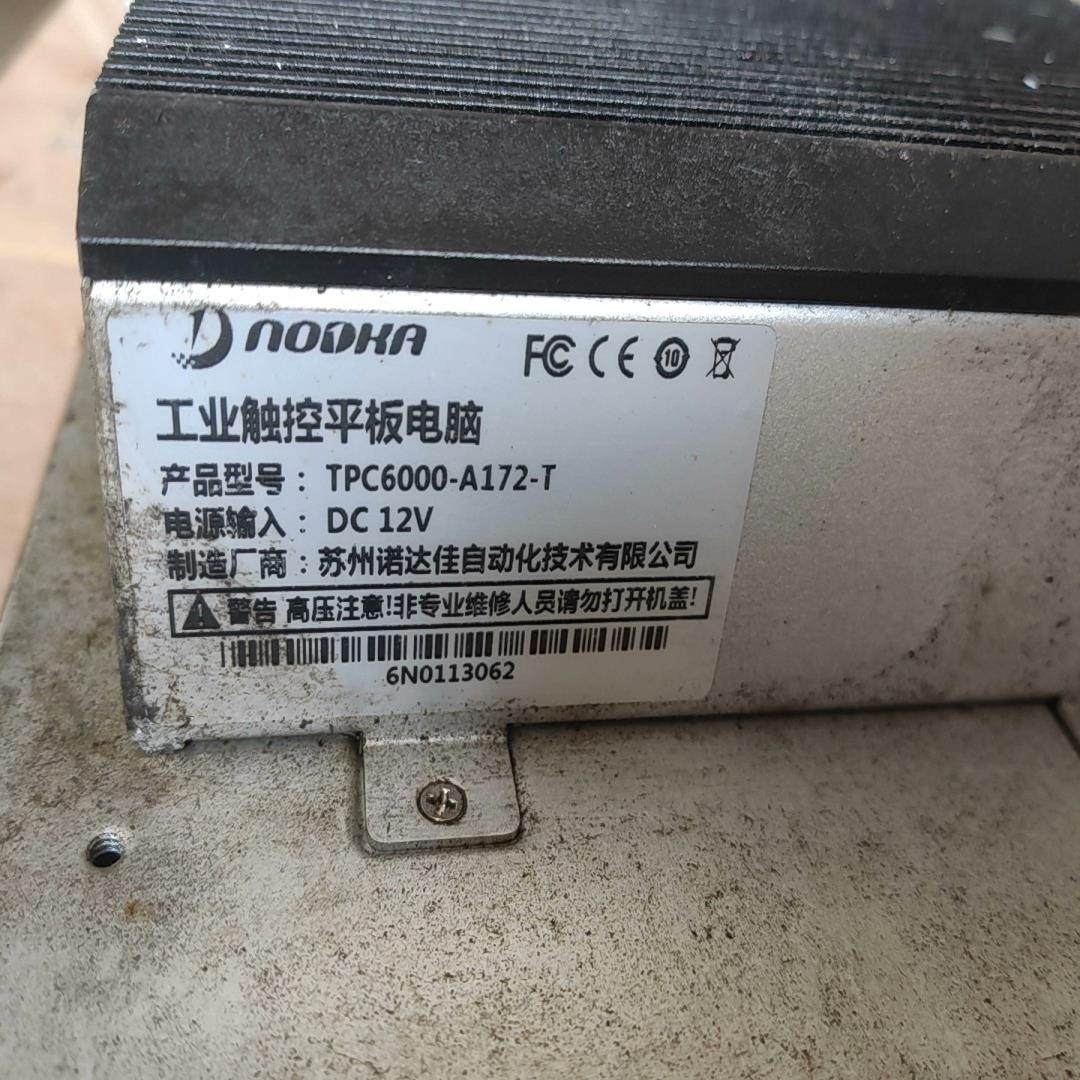 NODKA
FC CE 10
工业触控平板电脑
产品型号：TPC6000-A172-T
电源输入：DC 12V
制造厂商：苏州诺达佳自动化技术有限公司
警告 高压注意!非专业维修人员请勿打开机盖!
6N0113062